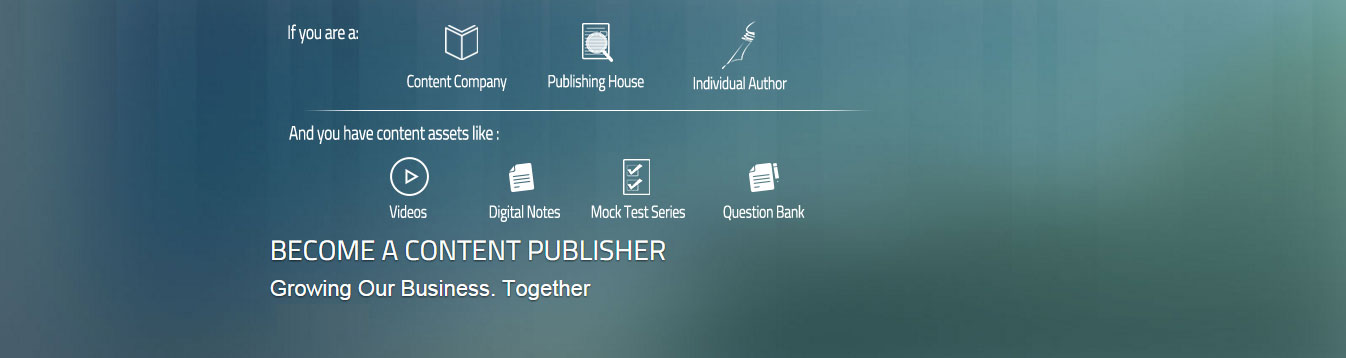 If you are a:
Content Company
Publishing House
Individual Author
And you have content assets like :
Videos
Digital Notes
Mock Test Series
Question Bank
BECOME A CONTENT PUBLISHER
Growing Our Business. Together